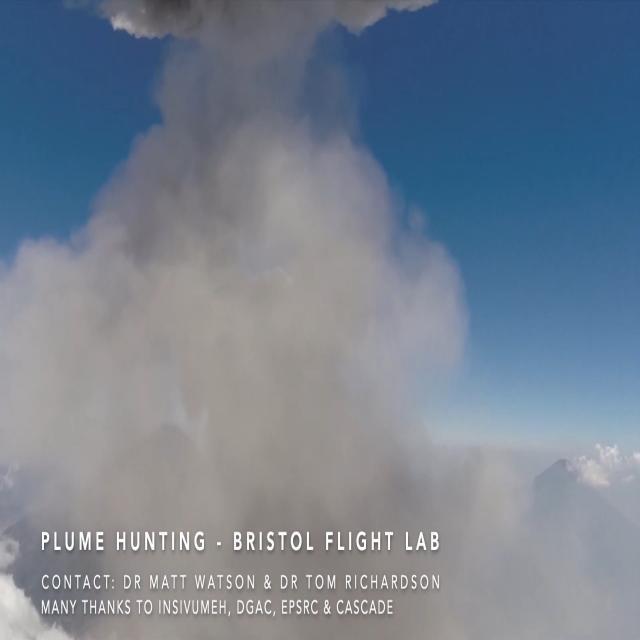 PLUME HUNTING - BRISTOL FLIGHT LAB
CONTACT: DR MATT WATSON & DR TOM RICHARDSON
MANY THANKS TO INSIVUMEH, DGAC, EPSRC & CASCADE